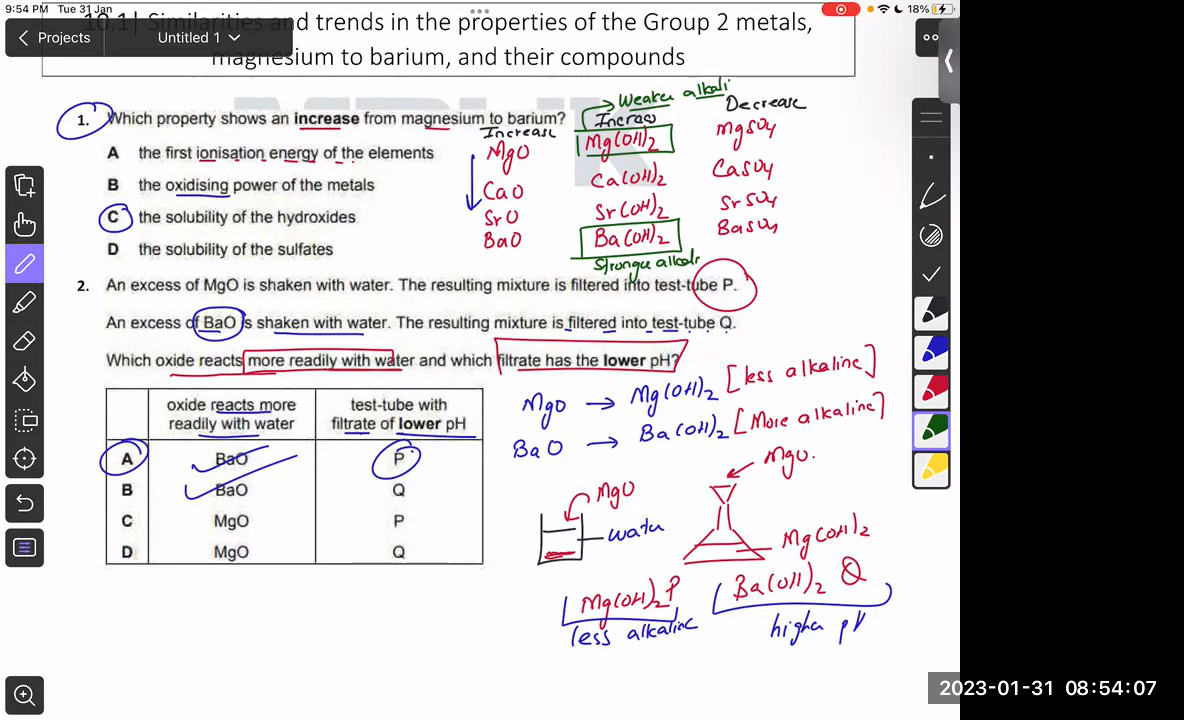 9:54 PM Tue 31 Jan
18%
10.1| Similarities and trends in the properties of the Group 2 metals,
Projects
Untitled 1
magnesium to barium, and their compounds
Weaker alkali
Decrease
1. Which property shows an increase from magnesium to barium?
Increase
A the first ionisation energy of the elements
B the oxidising power of the metals
C the solubility of the hydroxides
D the solubility of the sulfates
MgO
CaO
SrO
BaO
Mg(OH)2
Ca(OH)2
Sr(OH)2
Ba(OH)2
MgSO4
CaSO4
SrSO4
BaSO4
2. An excess of MgO is shaken with water. The resulting mixture is filtered into test-tube P.
An excess of BaO is shaken with water. The resulting mixture is filtered into test-tube Q.
Which oxide reacts more readily with water and which filtrate has the lower pH?
oxide reacts more readily with water
test-tube with filtrate of lower pH
A BaO P
B BaO Q
C MgO P
D MgO Q
MgO → Mg(OH)2 [less alkaline]
BaO → Ba(OH)2 [More alkaline]
MgO
water
MgO.
Mg(OH)2
Mg(OH)2 P
less alkaline
Ba(OH)2 Q
2023-01-31 08:54:07